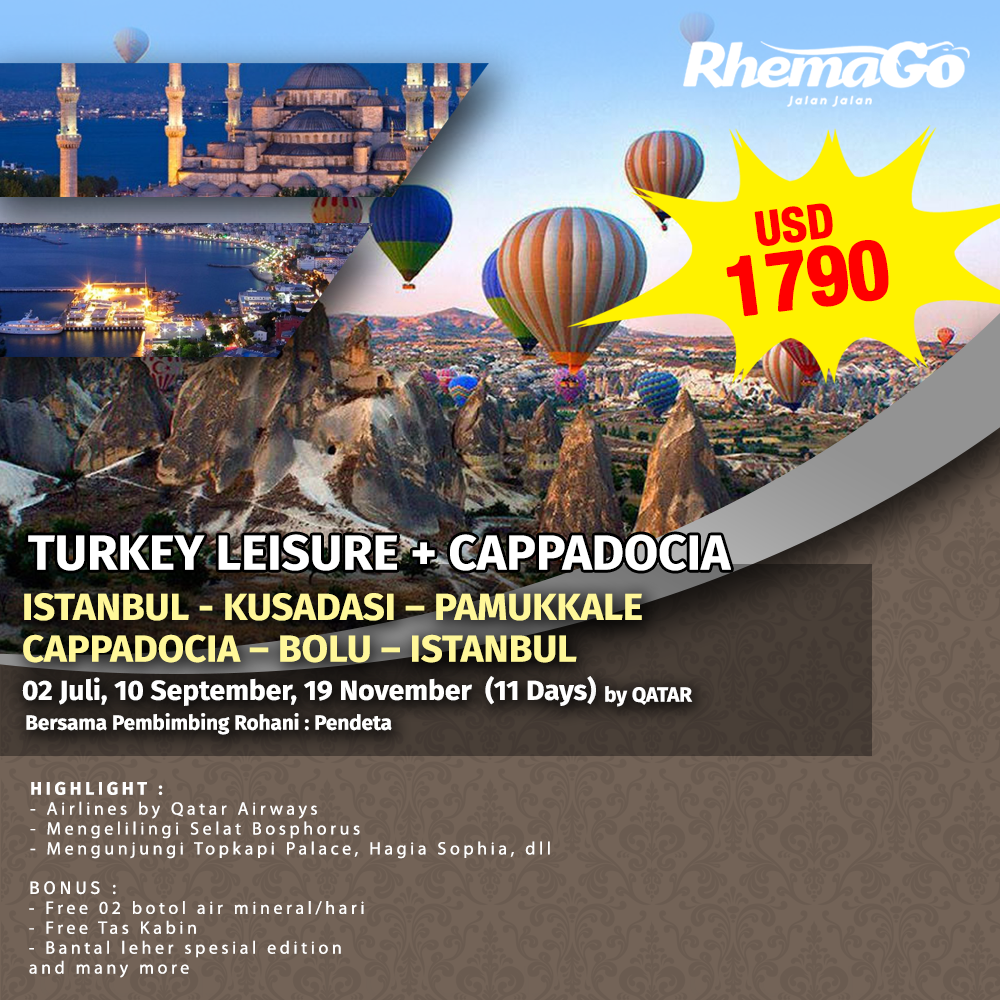 RhemaGo
Jalan Jalan
USD
1790
TURKEY LEISURE + CAPPADOCIA
ISTANBUL - KUSADASI – PAMUKKALE
CAPPADOCIA – BOLU – ISTANBUL
02 Juli, 10 September, 19 November (11 Days) by QATAR
Bersama Pembimbing Rohani : Pendeta
HIGHLIGHT :
- Airlines by Qatar Airways
- Mengelilingi Selat Bosphorus
- Mengunjungi Topkapi Palace, Hagia Sophia, dll
BONUS :
- Free 02 botol air mineral/hari
- Free Tas Kabin
- Bantal leher spesial edition
and many more